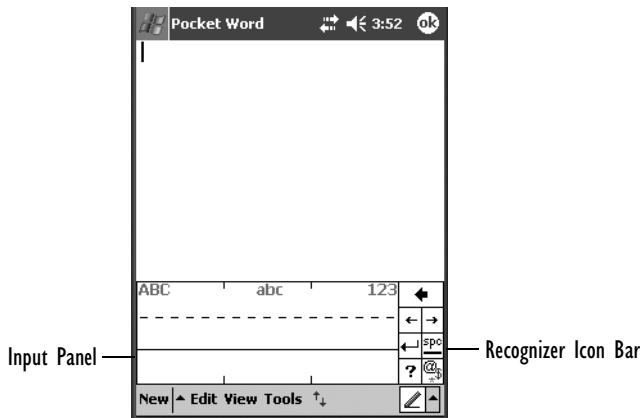 Pocket Word 3:52 ok
ABC abc 123
spc
Input Panel
Recognizer Icon Bar
? @$*
New Edit View Tools